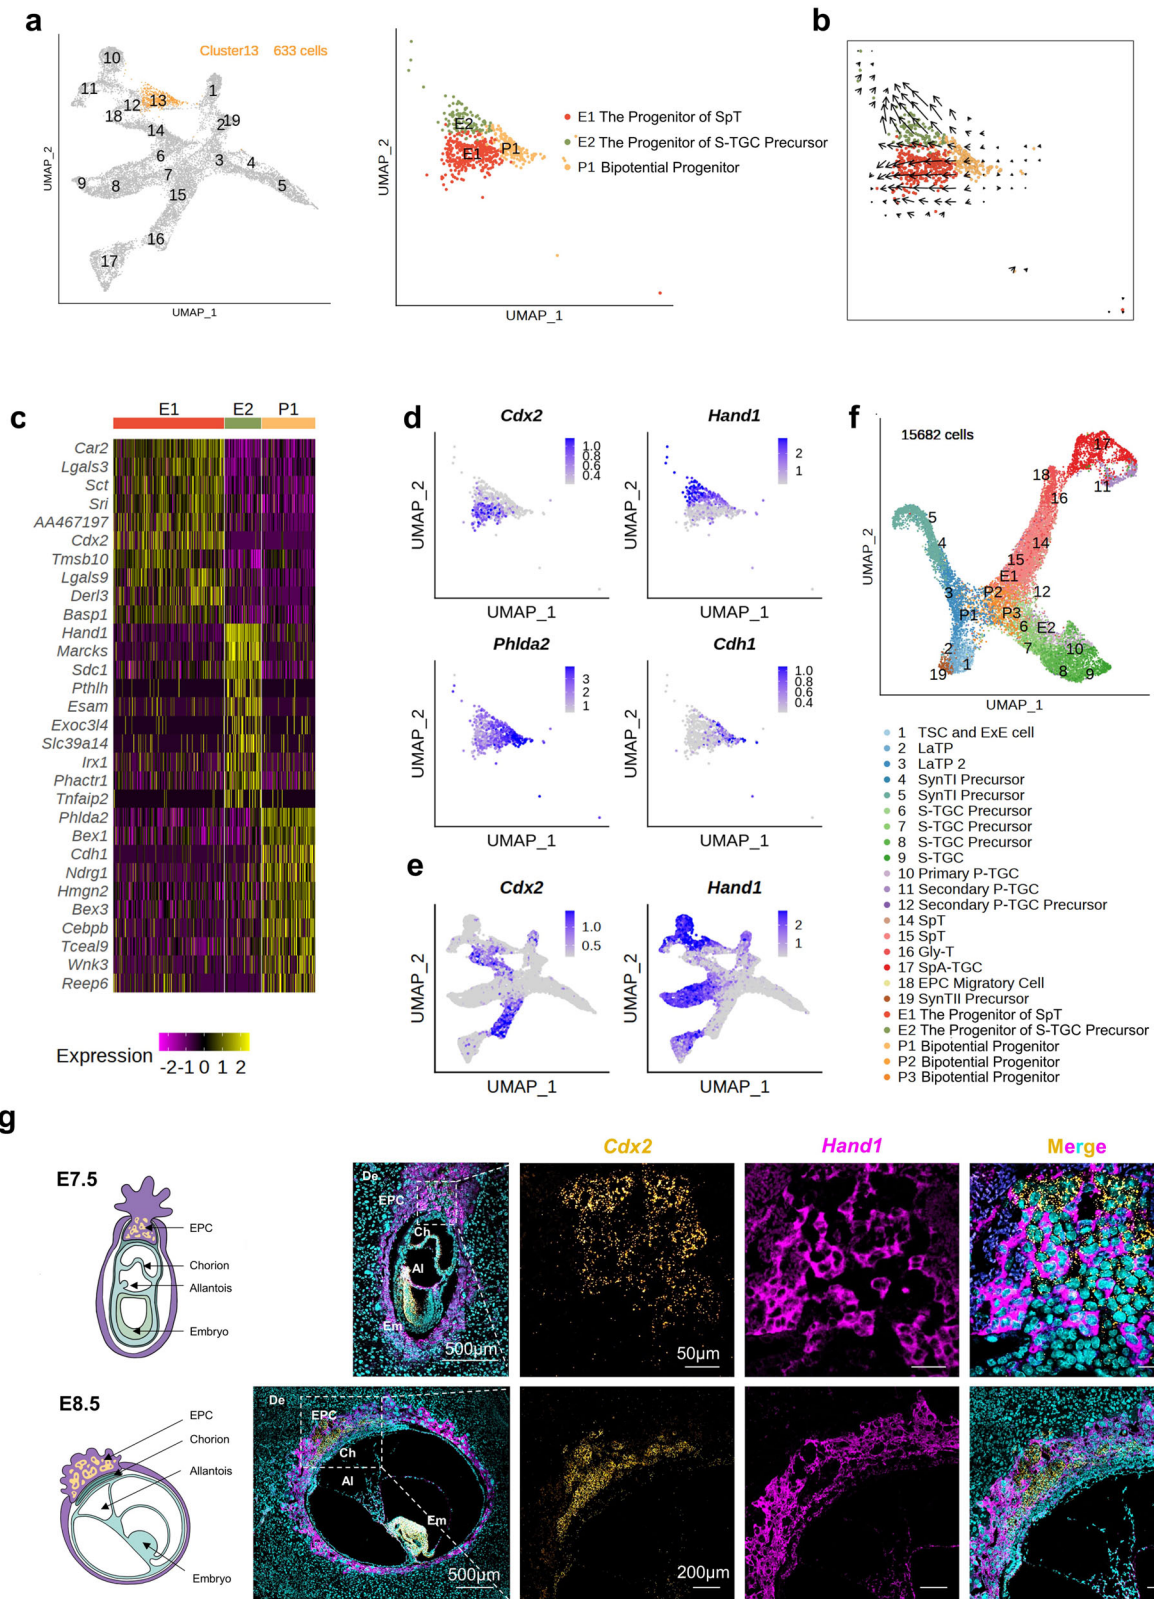 a
Cluster13 633 cells
10
11
12
13
18
14
1
2
19
3
4
5
6
7
8
9
15
16
17
UMAP_2
UMAP_1
E2
E1
P1
UMAP_2
UMAP_1
E1 The Progenitor of SpT
E2 The Progenitor of S-TGC Precursor
P1 Bipotential Progenitor
b
c
E1 E2 P1
Car2
Lgals3
Sct
Sri
AA467197
Cdx2
Tmsb10
Lgals9
Derl3
Basp1
Hand1
Marcks
Sdc1
Pthlh
Esam
Exoc3l4
Slc39a14
Irx1
Phactr1
Tnfaip2
Phlda2
Bex1
Cdh1
Ndrg1
Hmgn2
Bex3
Cebpb
Tceal9
Wnk3
Reep6
Expression
-2 -1 0 1 2
d
Cdx2
1.0
0.8
0.6
0.4
UMAP_2
UMAP_1
Hand1
2
1
UMAP_2
UMAP_1
Phlda2
3
2
1
UMAP_2
UMAP_1
Cdh1
1.0
0.8
0.6
0.4
UMAP_2
UMAP_1
e
Cdx2
1.0
0.5
UMAP_2
UMAP_1
Hand1
2
1
UMAP_2
UMAP_1
f
15682 cells
17
18
11
16
5
4
14
15
E1
3
P2
12
P1
P3
6
E2
2
7
10
19
1
8
9
UMAP_2
UMAP_1
1 TSC and ExE cell
2 LaTP
3 LaTP 2
4 SynTI Precursor
5 SynTI Precursor
6 S-TGC Precursor
7 S-TGC Precursor
8 S-TGC Precursor
9 S-TGC
10 Primary P-TGC
11 Secondary P-TGC
12 Secondary P-TGC Precursor
14 SpT
15 SpT
16 Gly-T
17 SpA-TGC
18 EPC Migratory Cell
19 SynTII Precursor
E1 The Progenitor of SpT
E2 The Progenitor of S-TGC Precursor
P1 Bipotential Progenitor
P2 Bipotential Progenitor
P3 Bipotential Progenitor
g
Cdx2
Hand1
Merge
E7.5
EPC
Chorion
Allantois
Embryo
De
EPC
Ch
Al
Em
500μm
50μm
E8.5
EPC
Chorion
Allantois
Embryo
De
EPC
Ch
Al
Em
500μm
200μm